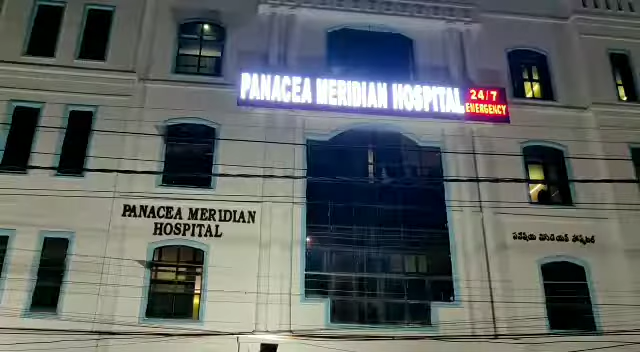 PANACEA MERIDIAN HOSPITAL
24/7
EMERGENCY
PANACEA MERIDIAN
HOSPITAL